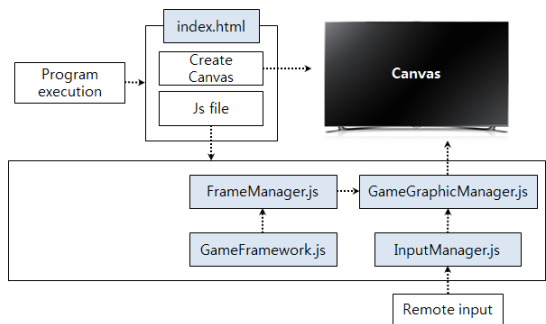 index.html
Create
Canvas
Js file
Program
execution
Canvas
FrameManager.js
GameGraphicManager.js
GameFramework.js
InputManager.js
Remote input